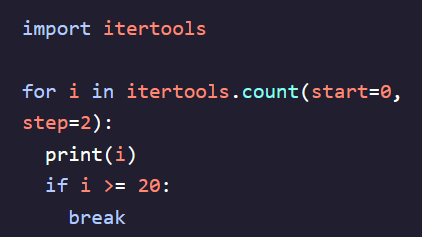 import itertools

for i in itertools.count(start=0,
step=2):
  print(i)
  if i >= 20:
    break